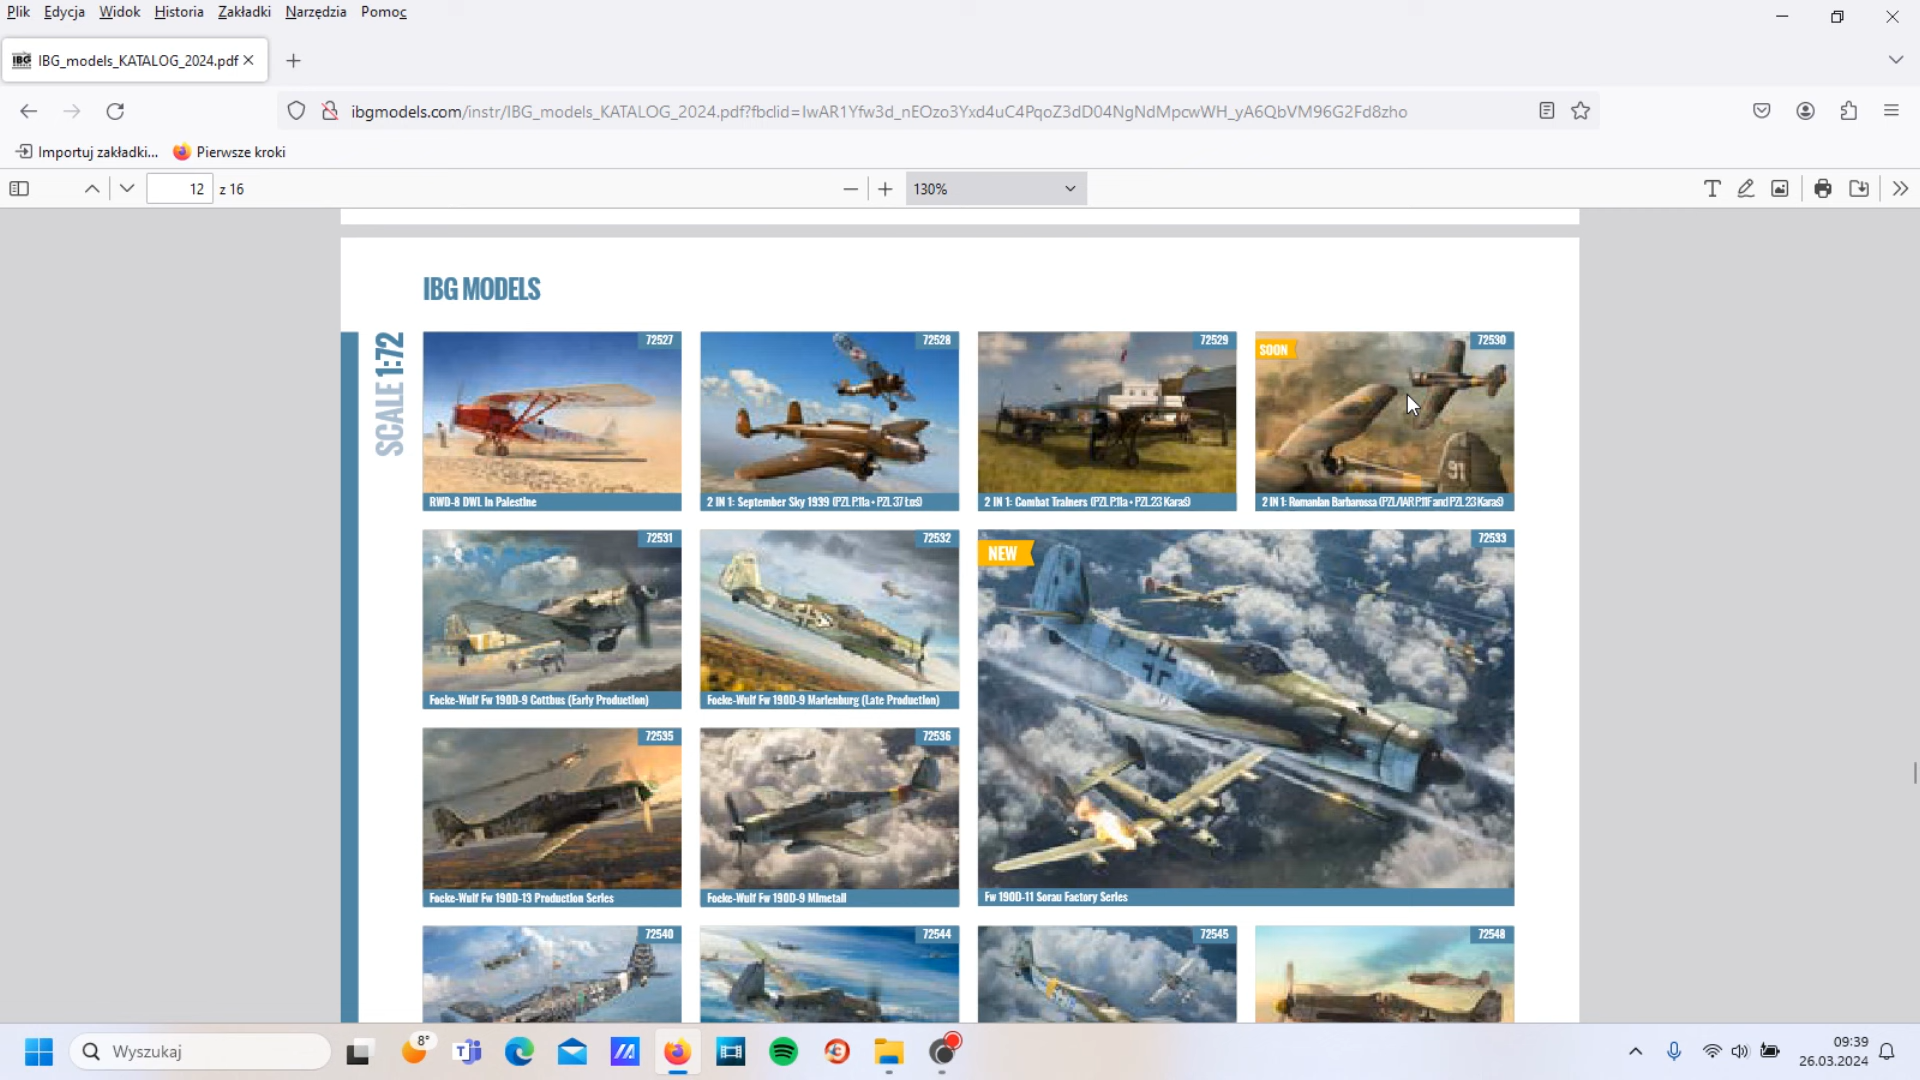 Plik Edycja Widok Historia Zakładki Narzędzia Pomoc
IBG_models_KATALOG_2024.pdf
ibgmodels.com/instr/IBG_models_KATALOG_2024.pdf?fbclid=IwAR1Yfw3d_nEOzo3Yxd4uC4PqoZ3dD04NgNdMpcwWH_yA6QbVM96G2Fd8zho
Importuj zakładki... Pierwsze kroki
12 z 16 130%
IBG MODELS
SCALE 1:72
72527
RWD-8 DWL in Palestine
72528
2 IN 1: September Sky 1939 (PZL P.11a + PZL 37 Łoś)
72529
2 IN 1: Combat Trainers (PZL P.11a + PZL.23 Karaś)
SOON
72530
2 IN 1: Romanian Barbarossa (PZL/IAR P.11F and PZL 23 Karaś)
72531
Focke-Wulf Fw 190D-9 Cottbus (Early Production)
72532
Focke-Wulf Fw 190D-9 Marienburg (Late Production)
NEW
72533
Fw 190D-11 Sorau Factory Series
72535
Focke-Wulf Fw 190D-13 Production Series
72536
Focke-Wulf Fw 190D-9 Mimetall
91
72540
72544
72545
72548
Wyszukaj
8°
09:39
26.03.2024